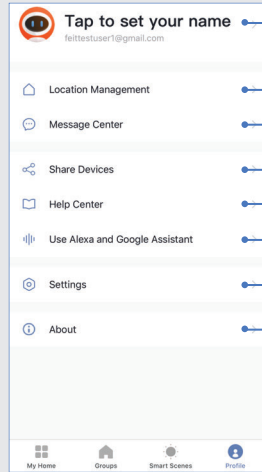 Tap to set your name
feittestuser1@gmail.com
Location Management
Message Center
Share Devices
Help Center
Use Alexa and Google Assistant
Settings
About
My Home Groups Smart Scenes Profile